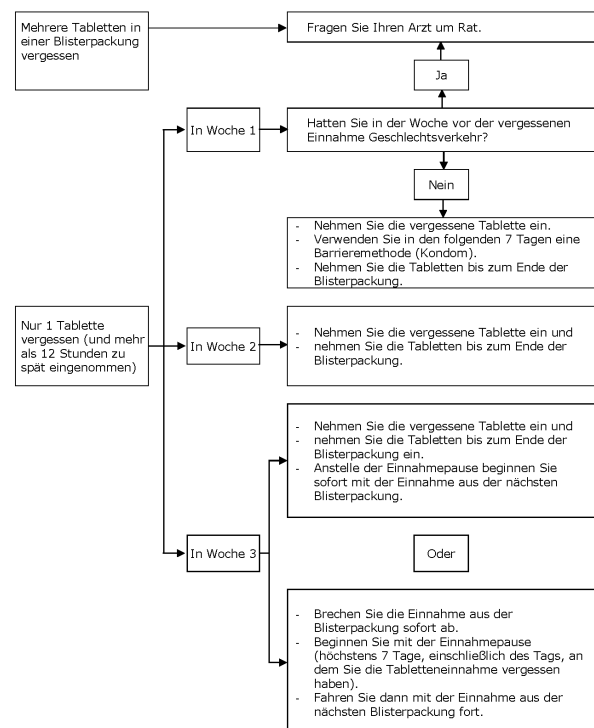 Mehrere Tabletten in
einer Blisterpackung
vergessen
Fragen Sie Ihren Arzt um Rat.
Ja
In Woche 1
Hatten Sie in der Woche vor der vergessenen
Einnahme Geschlechtsverkehr?
Nein
- Nehmen Sie die vergessene Tablette ein.
- Verwenden Sie in den folgenden 7 Tagen eine
Barrieremethode (Kondom).
- Nehmen Sie die Tabletten bis zum Ende der
Blisterpackung.
Nur 1 Tablette
vergessen (und mehr
als 12 Stunden zu
spät eingenommen)
In Woche 2
- Nehmen Sie die vergessene Tablette ein und
- nehmen Sie die Tabletten bis zum Ende der
Blisterpackung.
- Nehmen Sie die vergessene Tablette ein und
- nehmen Sie die Tabletten bis zum Ende der
Blisterpackung ein.
- Anstelle der Einnahmepause beginnen Sie
sofort mit der Einnahme aus der nächsten
Blisterpackung.
In Woche 3
Oder
- Brechen Sie die Einnahme aus der
Blisterpackung sofort ab.
- Beginnen Sie mit der Einnahmepause
(höchstens 7 Tage, einschließlich des Tags, an
dem Sie die Tabletteneinnahme vergessen
haben).
- Fahren Sie dann mit der Einnahme aus der
nächsten Blisterpackung fort.